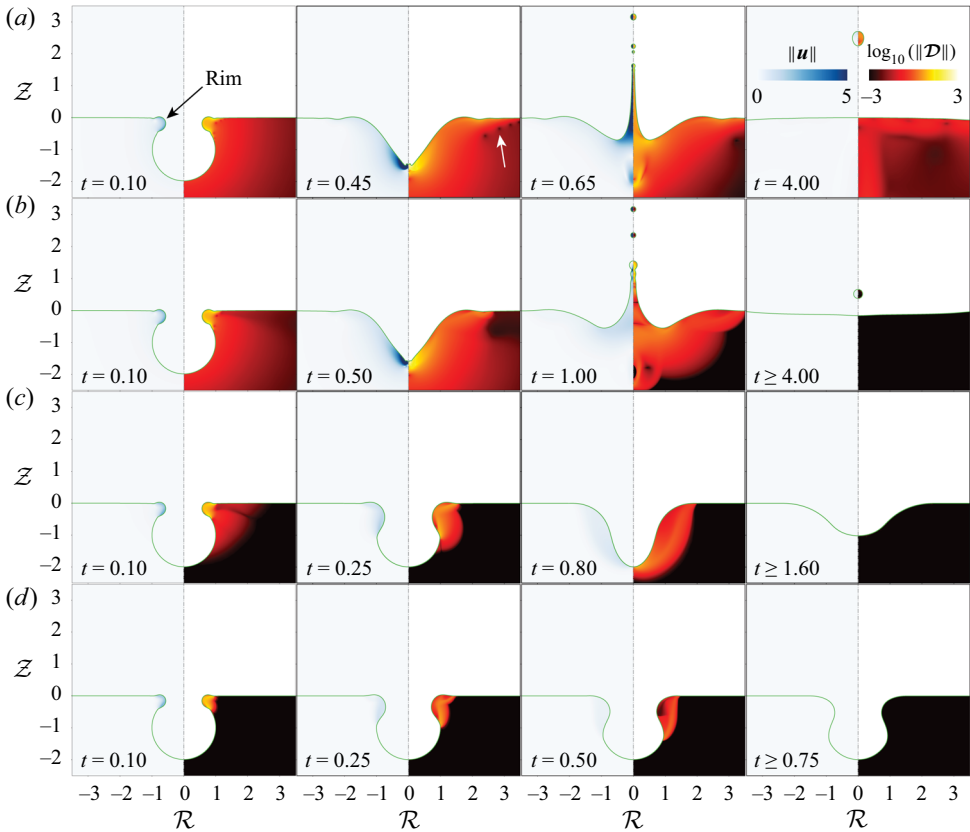 (a)
3
2
1
0
−1
−2
𝒵
Rim
t = 0.10
t = 0.45
t = 0.65
t = 4.00
‖u‖
0 5
log10 (‖𝒟‖)
−3 3
(b)
3
2
1
0
−1
−2
𝒵
t = 0.10
t = 0.50
t = 1.00
t ≥ 4.00
(c)
3
2
1
0
−1
−2
𝒵
t = 0.10
t = 0.25
t = 0.80
t ≥ 1.60
(d)
3
2
1
0
−1
−2
𝒵
t = 0.10
t = 0.25
t = 0.50
t ≥ 0.75
−3 −2 −1 0 1 2 3
−3 −2 −1 0 1 2 3
−3 −2 −1 0 1 2 3
−3 −2 −1 0 1 2 3
ℛ
ℛ
ℛ
ℛ